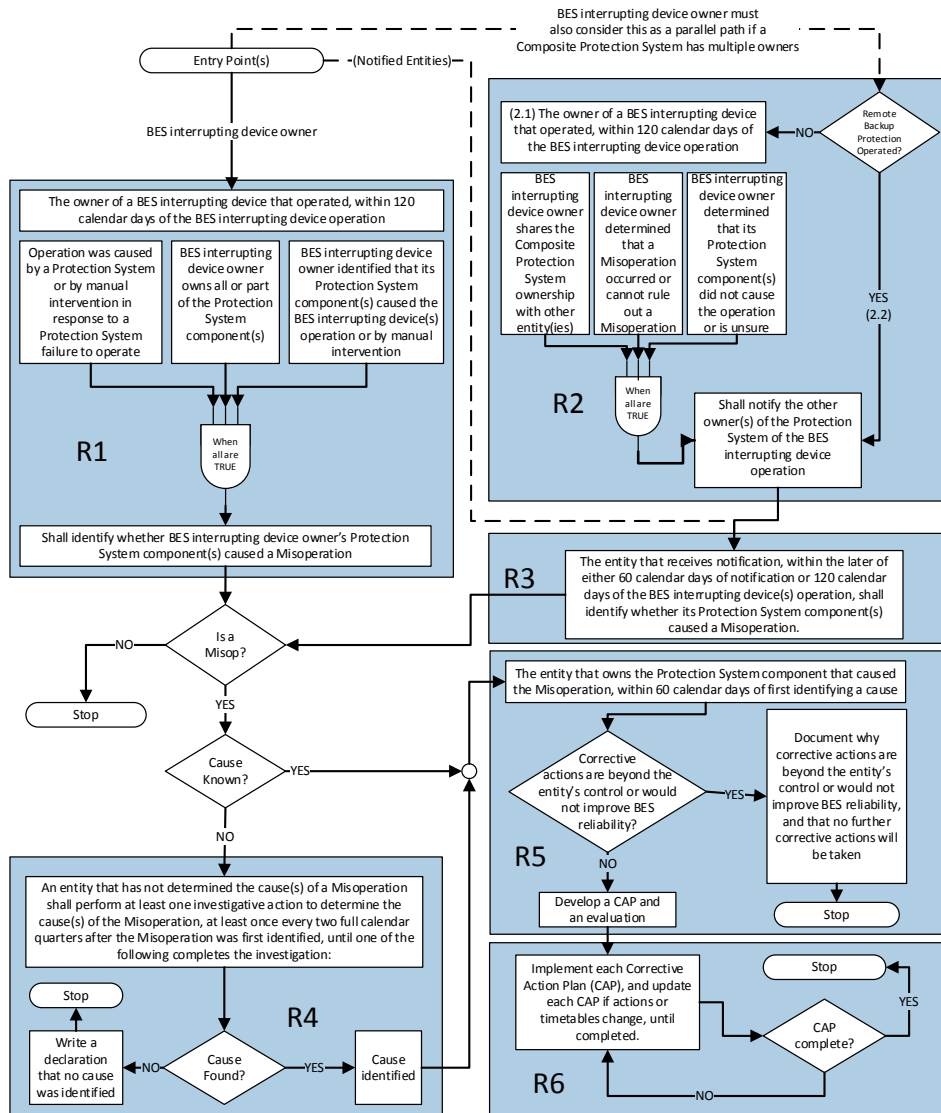 BES interrupting device owner must
also consider this as a parallel path if a
Composite Protection System has multiple owners
Entry Point(s)
(Notified Entities)
BES interrupting device owner
(2.1) The owner of a BES interrupting device
that operated, within 120 calendar days of
the BES interrupting device operation
NO
Remote
Backup
Protection
Operated?
BES
interrupting
device owner
shares the
Composite
Protection
System
ownership
with other
entity(ies)
BES
interrupting
device owner
determined
that a
Misoperation
occurred or
cannot rule
out a
Misoperation
BES interrupting
device owner
determined
that its
Protection
System
component(s)
did not cause
the operation
or is unsure
YES
(2.2)
When
all are
TRUE
R2
Shall notify the other
owner(s) of the Protection
System of the BES
interrupting device
operation
The owner of a BES interrupting device that operated, within 120
calendar days of the BES interrupting device operation
Operation was caused
by a Protection System
or by manual
intervention in
response to a
Protection System
failure to operate
BES interrupting
device owner
owns all or part
of the Protection
System
component(s)
BES interrupting device
owner identified that its
Protection System
component(s) caused the
BES interrupting device(s)
operation or by manual
intervention
R1
When
all are
TRUE
Shall identify whether BES interrupting device owner's Protection
System component(s) caused a Misoperation
R3
The entity that receives notification, within the later of
either 60 calendar days of notification or 120 calendar
days of the BES interrupting device(s) operation, shall
identify whether its Protection System component(s)
caused a Misoperation.
Is a
Misop?
NO
Stop
YES
Cause
Known?
YES
NO
The entity that owns the Protection System component that caused
the Misoperation, within 60 calendar days of first identifying a cause
Corrective
actions are beyond
the entity's control or would
not improve BES
reliability?
YES
Document why
corrective actions are
beyond the entity's
control or would not
improve BES reliability,
and that no further
corrective actions will
be taken
R5
NO
Stop
Develop a CAP and
an evaluation
An entity that has not determined the cause(s) of a Misoperation
shall perform at least one investigative action to determine the
cause(s) of the Misoperation, at least once every two full calendar
quarters after the Misoperation was first identified, until one of the
following completes the investigation:
Stop
R4
Write a
declaration
that no cause
was identified
NO
Cause
Found?
YES
Cause
identified
Implement each Corrective
Action Plan (CAP), and update
each CAP if actions or
timetables change, until
completed.
Stop
YES
CAP
complete?
NO
R6